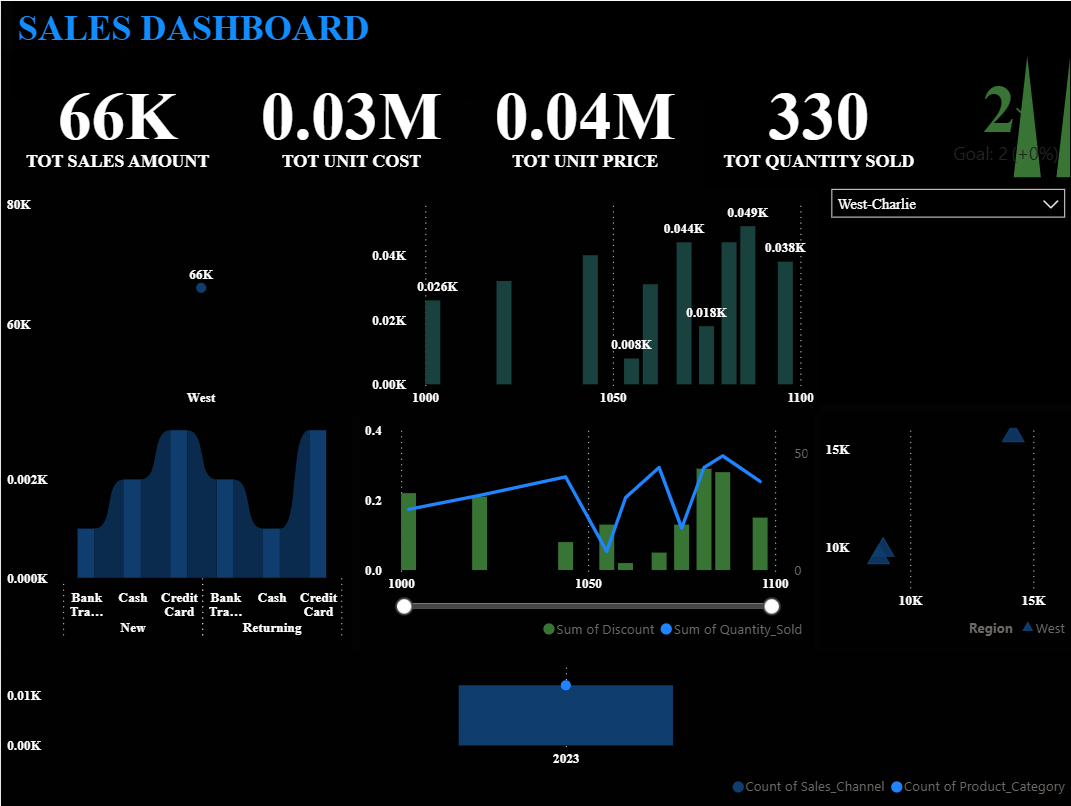 SALES DASHBOARD
66K
TOT SALES AMOUNT
0.03M
TOT UNIT COST
0.04M
TOT UNIT PRICE
330
TOT QUANTITY SOLD
2
Goal: 2 (+0%)
West-Charlie
80K
60K
66K
West
0.04K
0.02K
0.00K
0.026K
0.008K
0.044K
0.018K
0.049K
0.038K
1000 1050 1100
0.002K
0.000K
Bank Tra... Cash Credit Card Bank Tra... Cash Credit Card
New Returning
0.4
0.2
0.0
50
0
1000 1050 1100
Sum of Discount Sum of Quantity_Sold
15K
10K
10K 15K
Region West
0.01K
0.00K
2023
Count of Sales_Channel Count of Product_Category